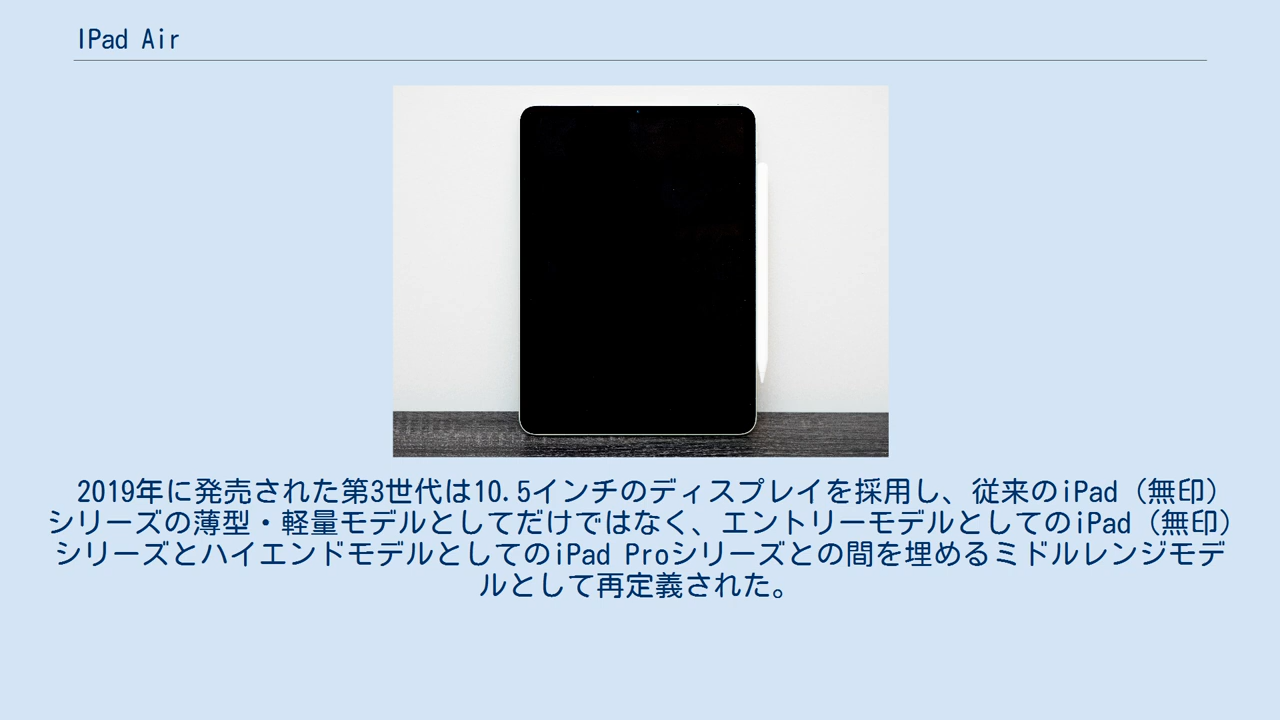 IPad Air
2019年に発売された第3世代は10.5インチのディスプレイを採用し、従来のiPad（無印）
シリーズの薄型・軽量モデルとしてだけではなく、エントリーモデルとしてのiPad（無印）
シリーズとハイエンドモデルとしてのiPad Proシリーズとの間を埋めるミドルレンジモデ
ルとして再定義された。